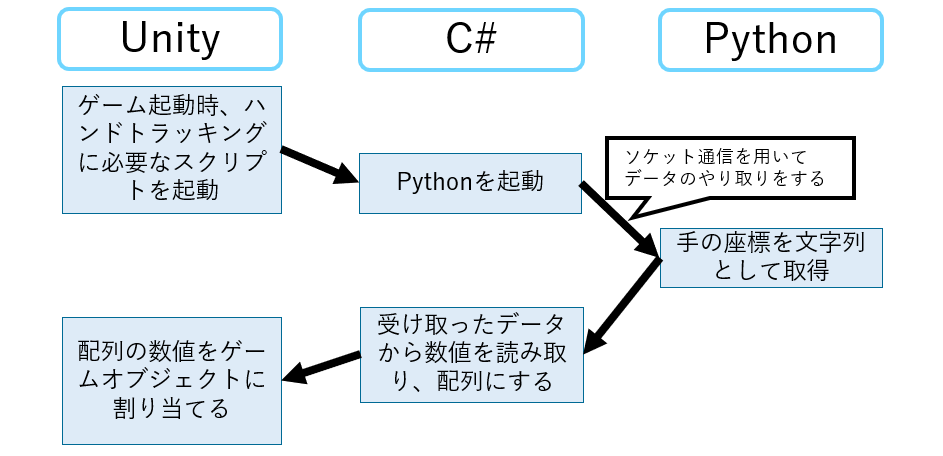 Unity
C#
Python
ゲーム起動時、ハ
ンドトラッキング
に必要なスクリプ
トを起動
Pythonを起動
ソケット通信を用いて
データのやり取りをする
手の座標を文字列
として取得
受け取ったデータ
から数値を読み取
り、配列にする
配列の数値をゲー
ムオブジェクトに
割り当てる